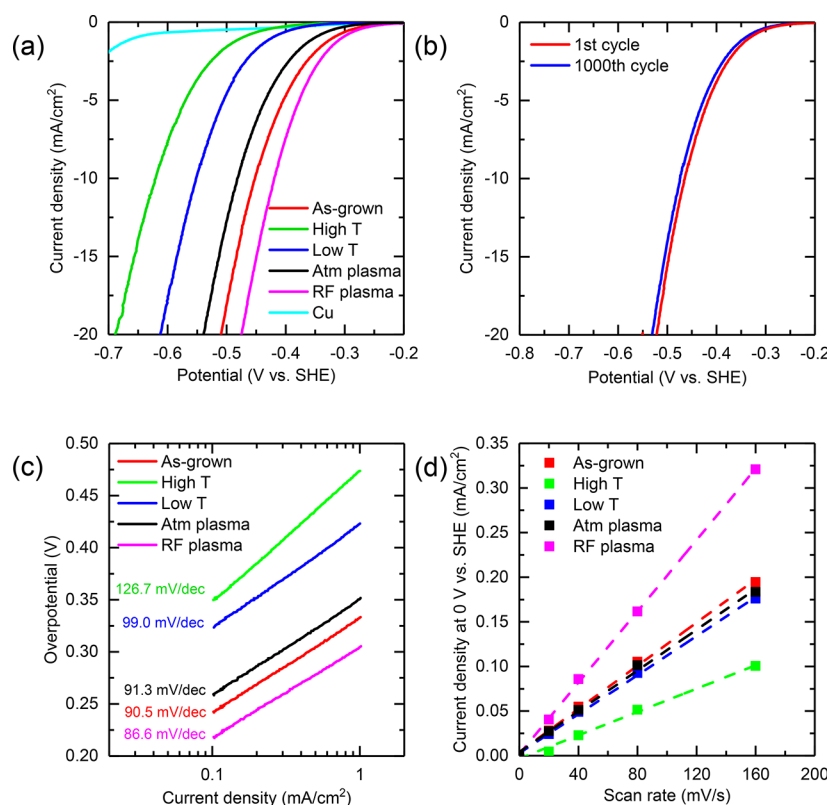 (a)
Current density (mA/cm²)
0
-5
-10
-15
-20
As-grown
High T
Low T
Atm plasma
RF plasma
Cu
-0.7 -0.6 -0.5 -0.4 -0.3 -0.2
Potential (V vs. SHE)
(b)
Current density (mA/cm²)
0
-5
-10
-15
-20
1st cycle
1000th cycle
-0.8 -0.7 -0.6 -0.5 -0.4 -0.3 -0.2
Potential (V vs. SHE)
(c)
Overpotential (V)
0.50
0.45
0.40
0.35
0.30
0.25
0.20
As-grown
High T
Low T
Atm plasma
RF plasma
126.7 mV/dec
99.0 mV/dec
91.3 mV/dec
90.5 mV/dec
86.6 mV/dec
0.1 1
Current density (mA/cm²)
(d)
Current density at 0 V vs. SHE (mA/cm²)
0.35
0.30
0.25
0.20
0.15
0.10
0.05
0.00
As-grown
High T
Low T
Atm plasma
RF plasma
0 40 80 120 160 200
Scan rate (mV/s)